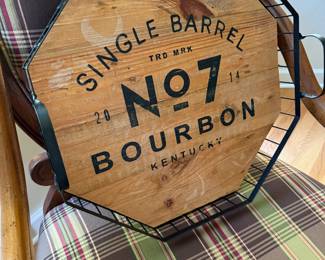 SINGLE BARREL
TRD MRK
20 No 7 14
BOURBON
KENTUCKY